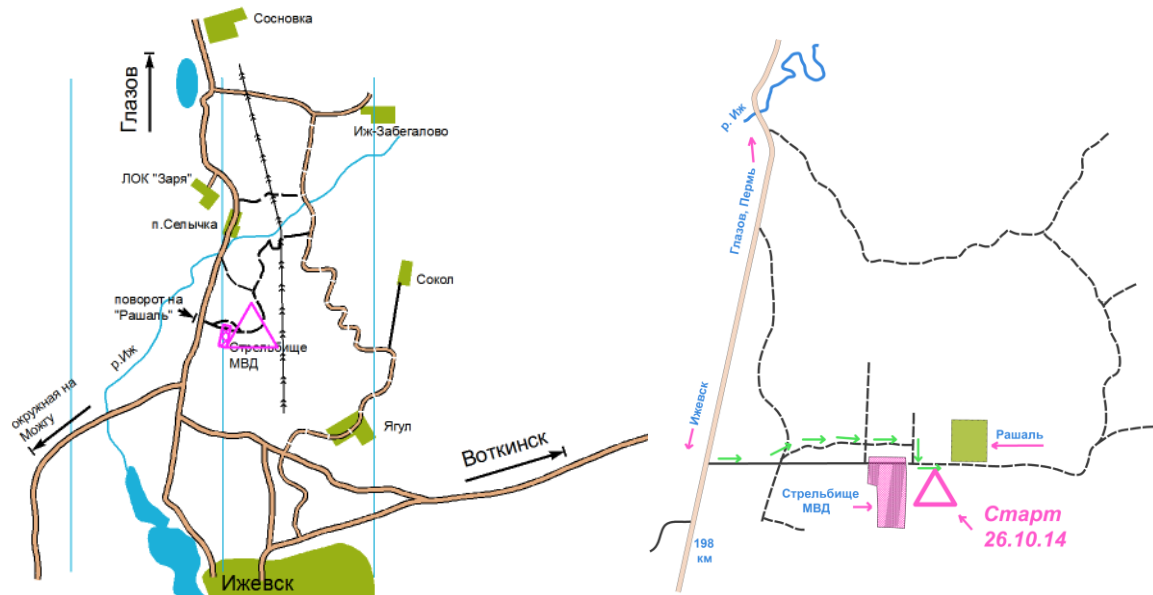 Сосновка
Глазов
Иж-Забегалово
ЛОК "Заря"
п.Селычка
Сокол
поворот на
"Рашаль"
р.Иж
Стрельбище
МВД
окружная на
Можгу
Ягул
Воткинск
Ижевск
р. Иж
Глазов, Пермь
Ижевск
Рашаль
Стрельбище
МВД
Старт
26.10.14
198
км